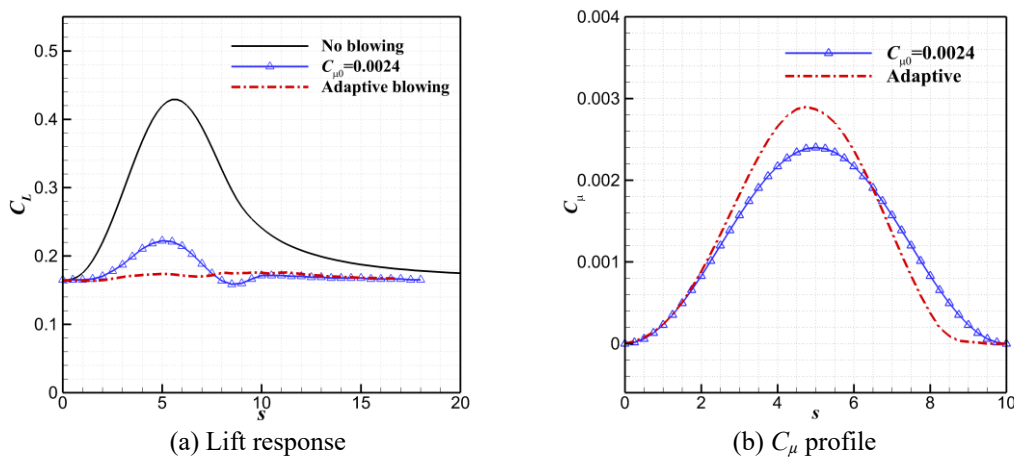 0.5
0.4
0.3
0.2
0.1
0
C_L
No blowing
C_μ0=0.0024
Adaptive blowing
0 5 10 15 20
s
(a) Lift response
0.004
0.003
0.002
0.001
0
C_μ
C_μ0=0.0024
Adaptive
0 2 4 6 8 10
s
(b) C_μ profile